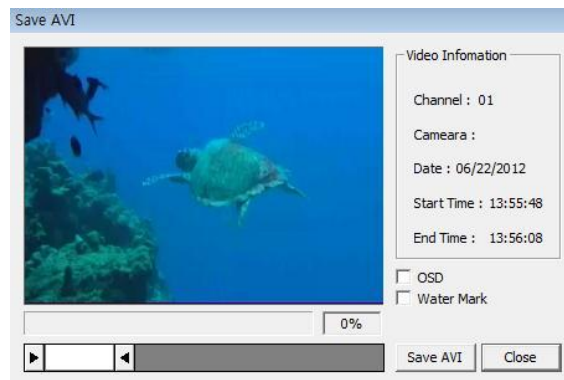 Save AVI
Video Infomation
Channel : 01
Cameara :
Date : 06/22/2012
Start Time : 13:55:48
End Time : 13:56:08
OSD
Water Mark
0%
Save AVI
Close